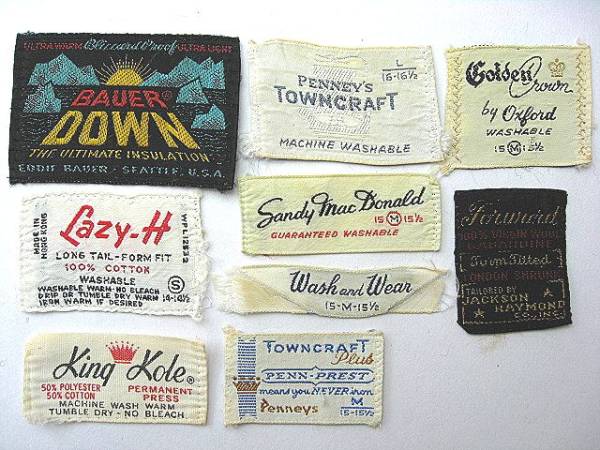 ULTRA WARM Blizzard Proof ULTRA LIGHT
BAUER®
DOWN
THE ULTIMATE INSULATION
EDDIE BAUER - SEATTLE, U.S.A.
PENNEY'S
TOWNCRAFT
L
16-16½
MACHINE WASHABLE
Golden
Crown
by Oxford
WASHABLE
15 M 15½
MADE IN
HONG KONG
Lazy-H
LONG TAIL-FORM FIT
100% COTTON
WASHABLE
WASHABLE WARM-NO BLEACH
DRIP OR TUMBLE DRY WARM
IRON WARM IF DESIRED
S
14-14½
WPL12532
Sandy MacDonald
15 M 15½
GUARANTEED WASHABLE
Wash and Wear
15-M-15½
Forward
100% VIRGIN WOOL
Form Fitted
LONDON SHRUNK
TAILORED BY
JACKSON
HAYMOND
CO., INC.
King Kole®
50% POLYESTER
50% COTTON
PERMANENT
PRESS
MACHINE WASH WARM
TUMBLE DRY - NO BLEACH
TOWNCRAFT
Plus
PENN-PREST
means you NEVER iron
Penneys
M
15-15½